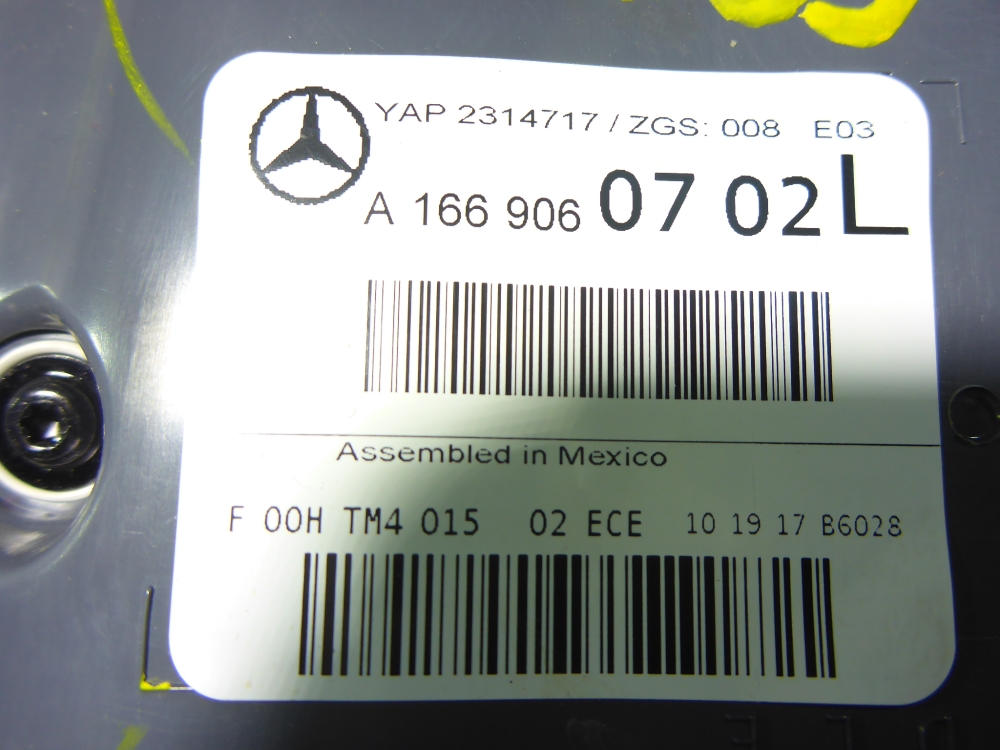 YAP 2314717 / ZGS: 008 E03
A 166 906 07 02 L
Assembled in Mexico
F 00H TM4 015 02 ECE 10 19 17 B6028